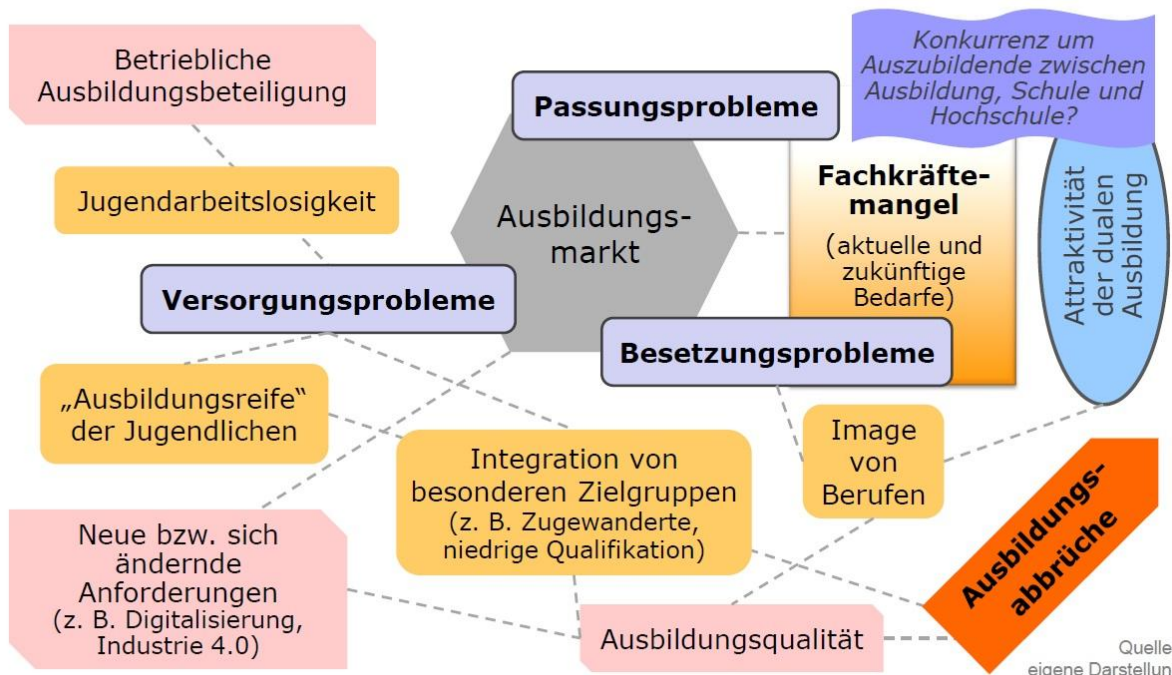 Betriebliche
Ausbildungsbeteiligung
Passungsprobleme
Konkurrenz um
Auszubildende zwischen
Ausbildung, Schule und
Hochschule?
Jugendarbeitslosigkeit
Ausbildungs-
markt
Fachkräfte-
mangel
(aktuelle und
zukünftige
Bedarfe)
Attraktivität
der dualen
Ausbildung
Versorgungsprobleme
Besetzungsprobleme
„Ausbildungsreife“
der Jugendlichen
Integration von
besonderen Zielgruppen
(z. B. Zugewanderte,
niedrige Qualifikation)
Image
von
Berufen
Ausbildungs-
abbrüche
Neue bzw. sich
ändernde
Anforderungen
(z. B. Digitalisierung,
Industrie 4.0)
Ausbildungsqualität
Quelle
eigene Darstellun